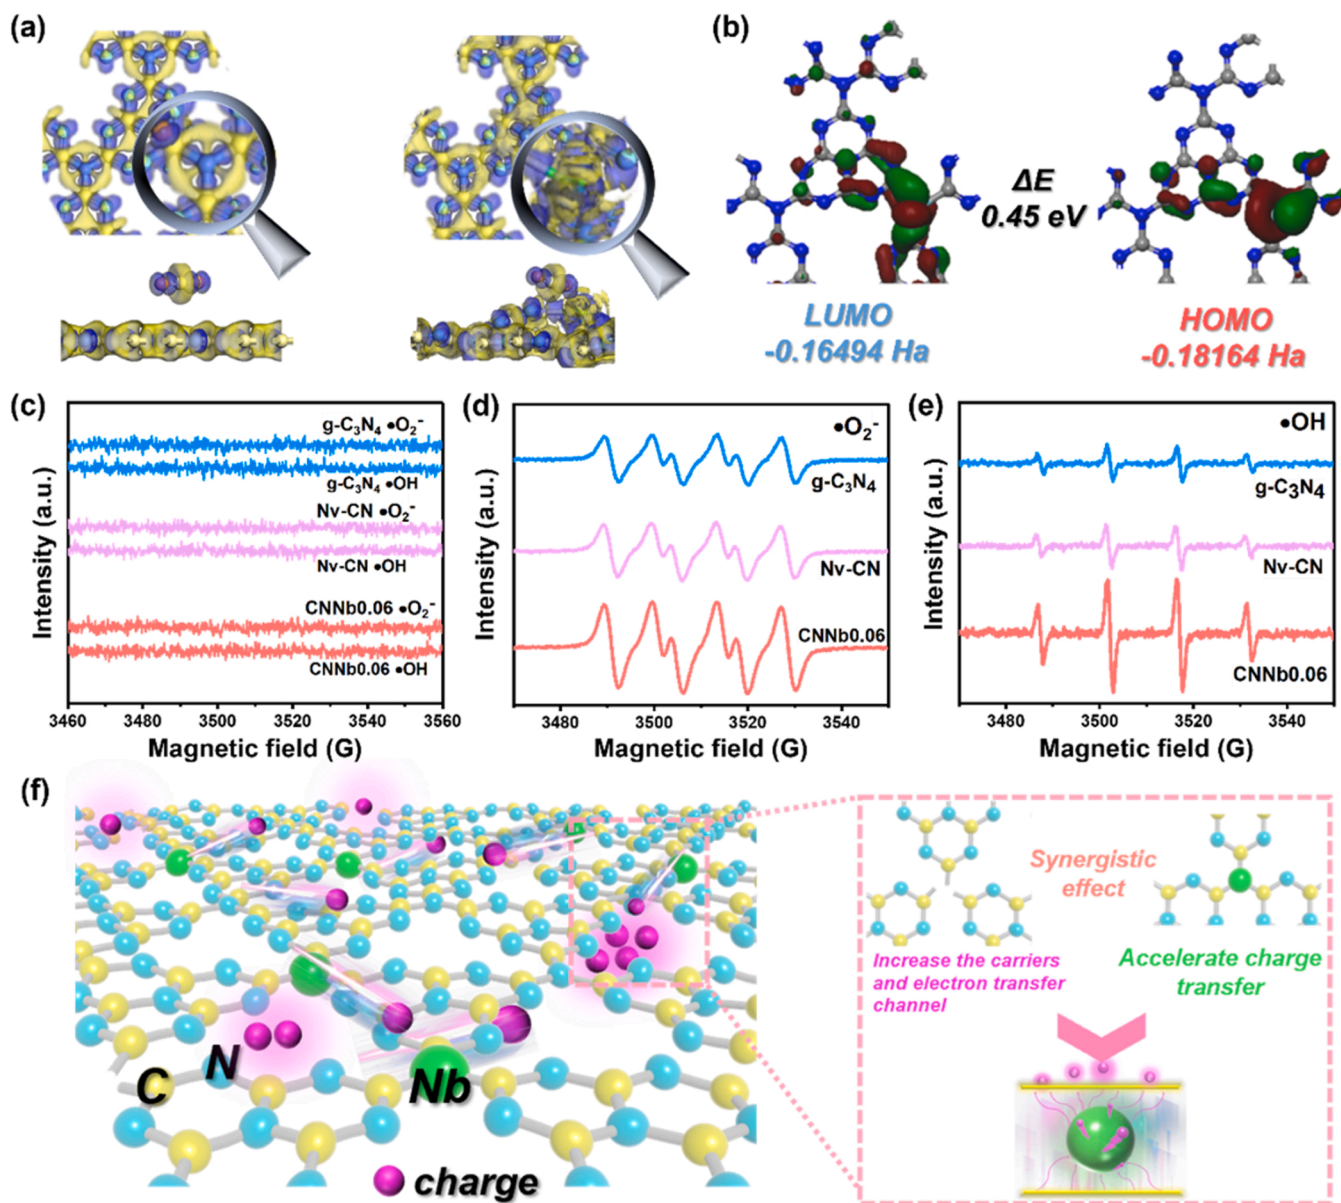 (a)
(b)
ΔE
0.45 eV
LUMO
-0.16494 Ha
HOMO
-0.18164 Ha
(c)
g-C₃N₄ •O₂⁻
g-C₃N₄ •OH
Nv-CN •O₂⁻
Nv-CN •OH
CNNb0.06 •O₂⁻
CNNb0.06 •OH
Intensity (a.u.)
3460 3480 3500 3520 3540 3560
Magnetic field (G)
(d)
•O₂⁻
g-C₃N₄
Nv-CN
CNNb0.06
Intensity (a.u.)
3480 3500 3520 3540
Magnetic field (G)
(e)
•OH
g-C₃N₄
Nv-CN
CNNb0.06
Intensity (a.u.)
3480 3500 3520 3540
Magnetic field (G)
(f)
C
N
Nb
charge
Synergistic
effect
Increase the carriers
and electron transfer
channel
Accelerate charge
transfer